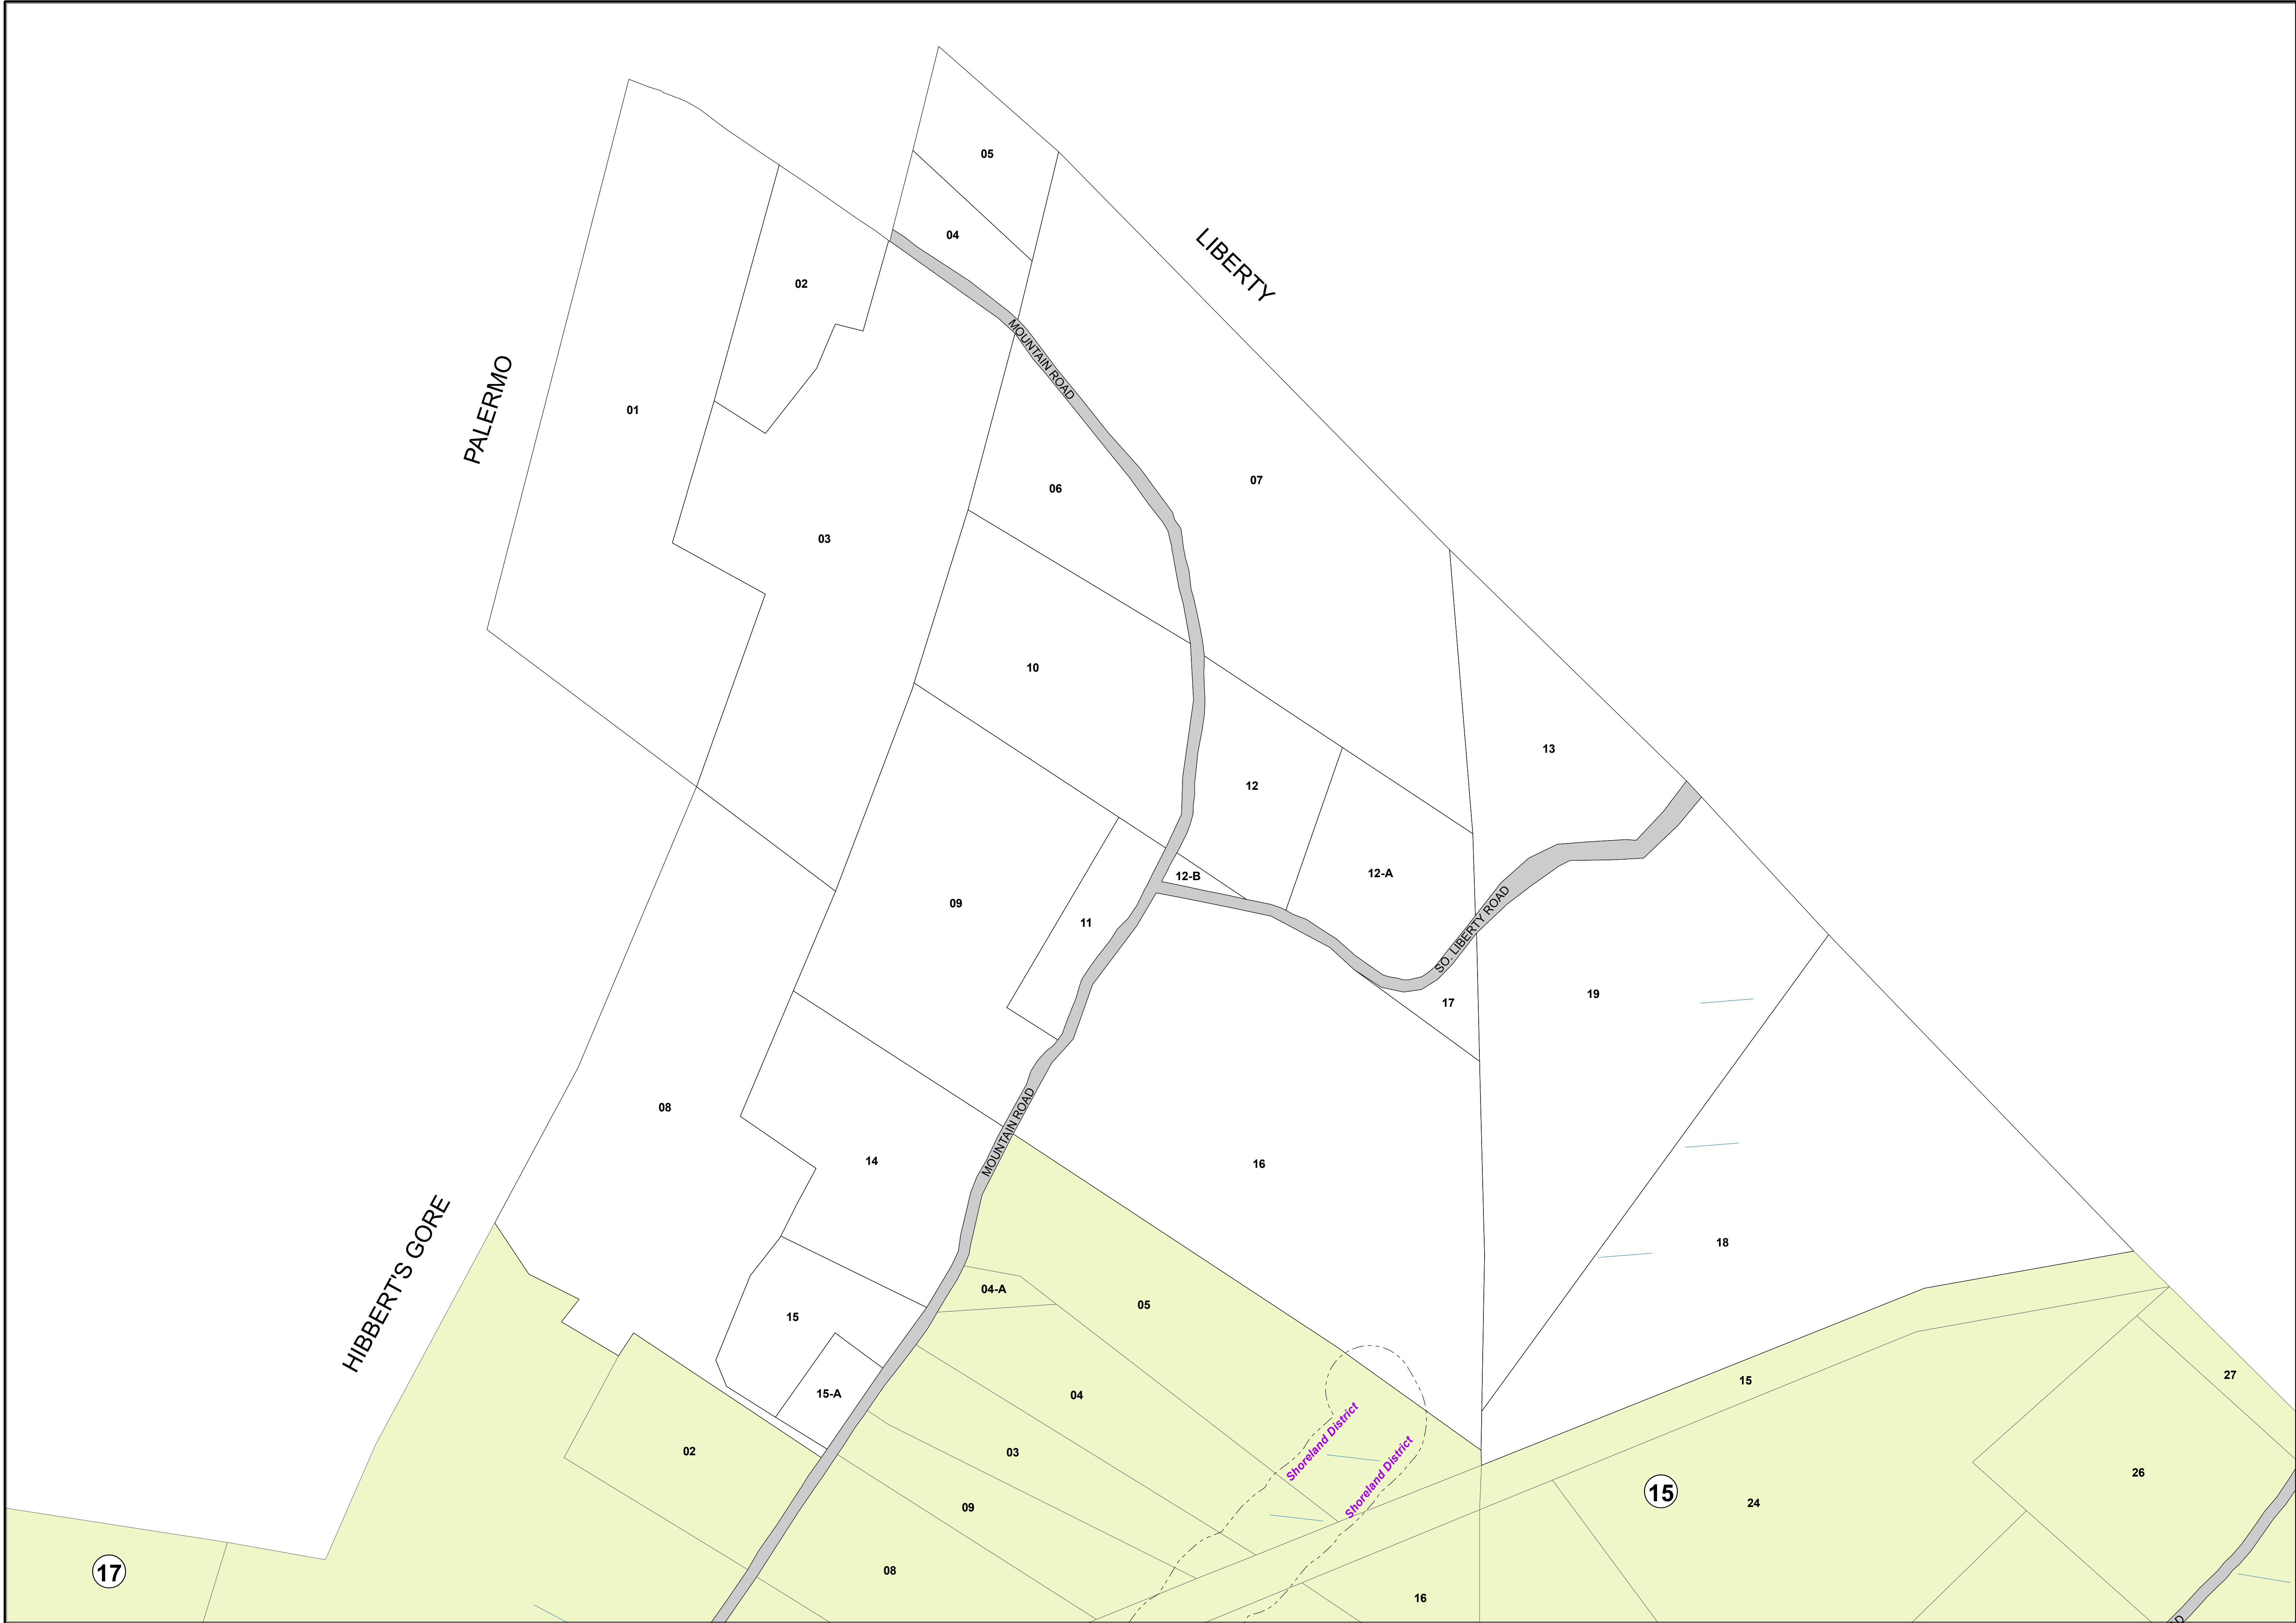 05
04
LIBERTY
02
MOUNTAIN ROAD
PALERMO
01
07
06
03
10
13
12
12-A
12-B
09
11
SO. LIBERTY ROAD
17
19
08
MOUNTAIN ROAD
14
16
18
HIBBERT'S GORE
04-A
05
15
15-A
04
15
27
Shoreland District
Shoreland District
02
03
26
15
24
09
17
08
16
D